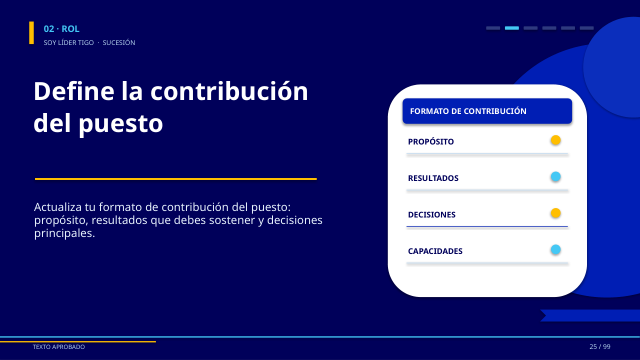 02 · ROL
SOY LÍDER TIGO · SUCESIÓN
Define la contribución
del puesto
Actualiza tu formato de contribución del puesto:
propósito, resultados que debes sostener y decisiones
principales.
FORMATO DE CONTRIBUCIÓN
PROPÓSITO
RESULTADOS
DECISIONES
CAPACIDADES
TEXTO APROBADO
25 / 99